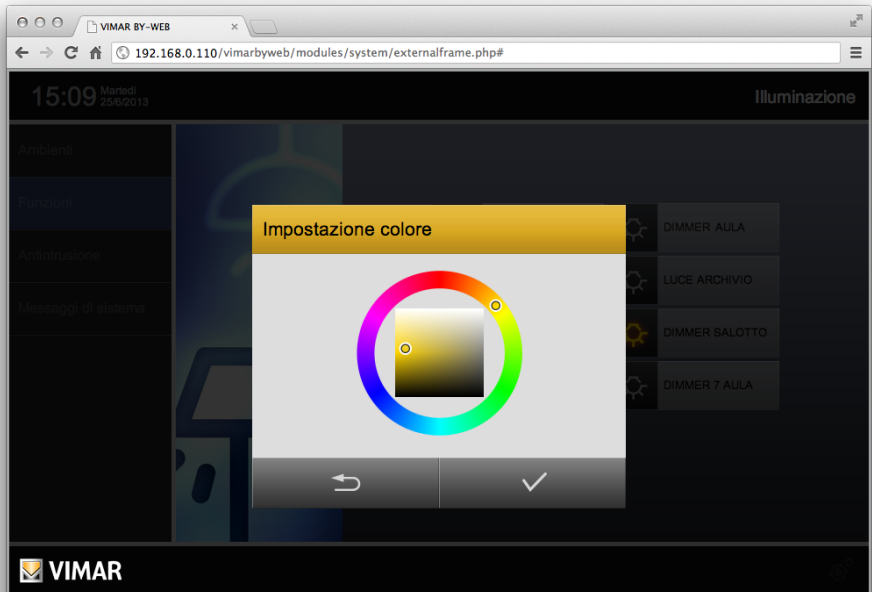 VIMAR BY-WEB
192.168.0.110/vimarbyweb/modules/system/externalframe.php#
15:09
Martedì
25/6/2013
Illuminazione
Ambienti
Funzioni
Antintrusione
Messaggi di sistema
Impostazione colore
DIMMER AULA
LUCE ARCHIVIO
DIMMER SALOTTO
DIMMER 7 AULA
VIMAR